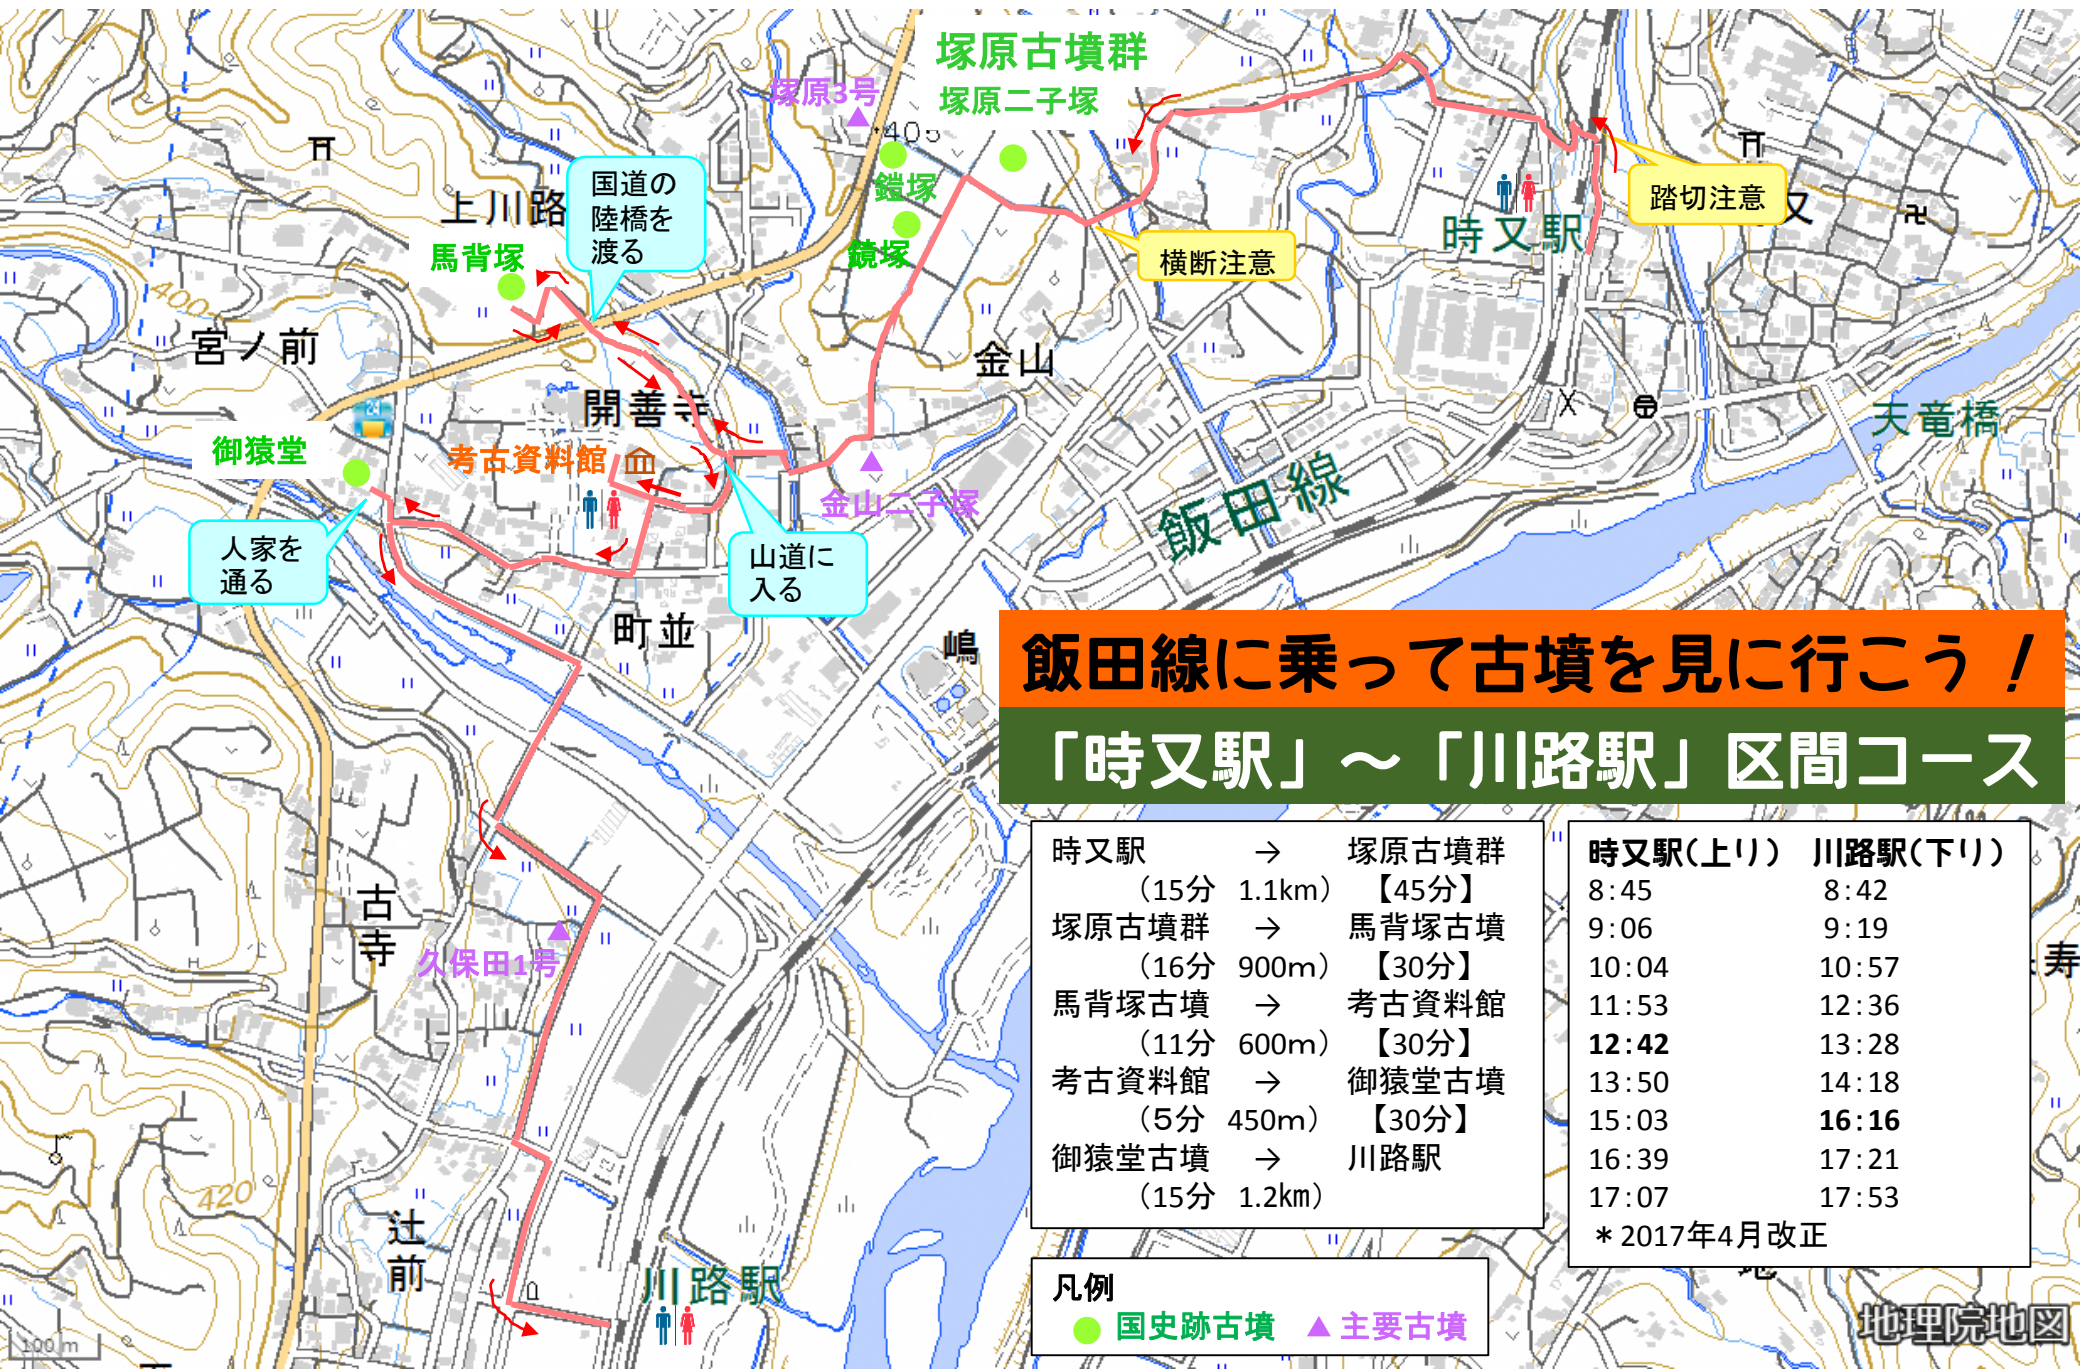 塚原古墳群
塚原二子塚
塚原3号
405
鎧塚
鏡塚
上川路
国道の
陸橋を
渡る
馬背塚
400
宮ノ前
踏切注意
又
時又駅
横断注意
金山
開善寺
天竜橋
御猿堂
考古資料館
金山二子塚
飯田線
人家を
通る
山道に
入る
町並
嶋
飯田線に乗って古墳を見に行こう!
「時又駅」~「川路駅」区間コース
時又駅 → 塚原古墳群
(15分 1.1km) 【45分】
塚原古墳群 → 馬背塚古墳
(16分 900m) 【30分】
馬背塚古墳 → 考古資料館
(11分 600m) 【30分】
考古資料館 → 御猿堂古墳
(5分 450m) 【30分】
御猿堂古墳 → 川路駅
(15分 1.2km)
時又駅(上り) 川路駅(下り)
8:45 8:42
9:06 9:19
10:04 10:57
11:53 12:36
12:42 13:28
13:50 14:18
15:03 16:16
16:39 17:21
17:07 17:53
*2017年4月改正
古寺
久保田1号
寿
420
辻前
川路駅
凡例
国史跡古墳 主要古墳
地理院地図
100 m